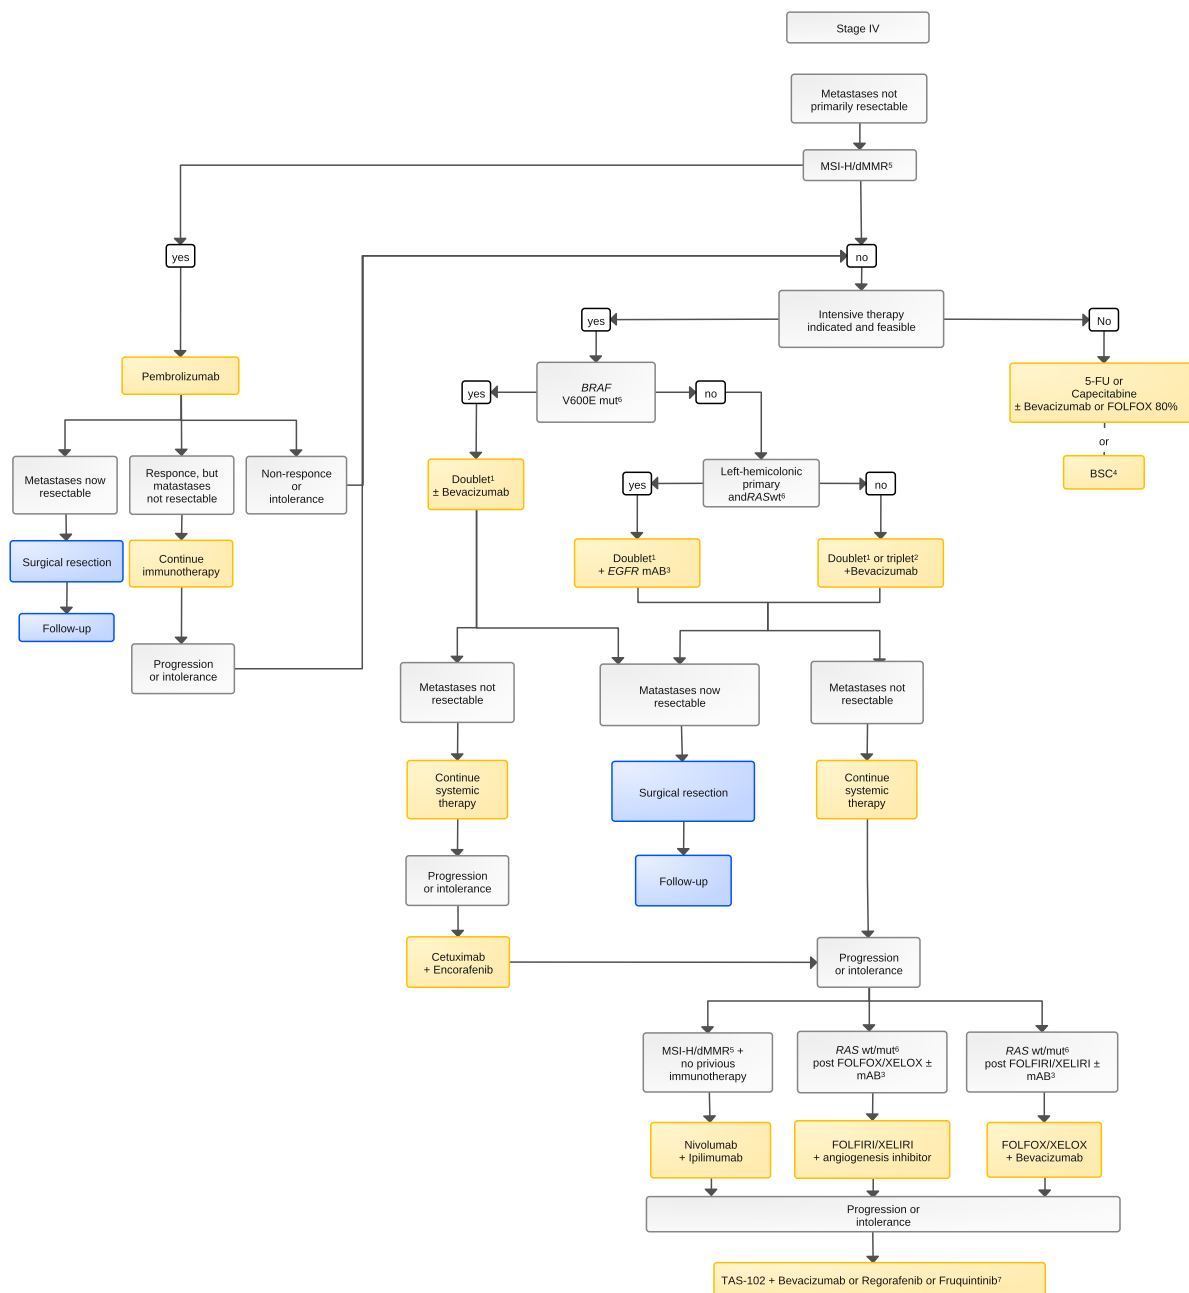 Stage IV
Metastases not
primarily resectable
MSI-H/dMMR⁵
yes
no
Intensive therapy
indicated and feasible
yes
No
Pembrolizumab
BRAF
V600E mut⁶
yes
no
5-FU or
Capecitabine
± Bevacizumab or FOLFOX 80%
or
BSC⁴
Metastases now
resectable
Responce, but
matastases
not resectable
Non-responce
or
intolerance
Doublet¹
± Bevacizumab
Left-hemicolonic
primary
andRASwt⁶
yes
no
Surgical resection
Continue
immunotherapy
Doublet¹
+ EGFR mAB³
Doublet¹ or triplet²
+Bevacizumab
Follow-up
Progression
or intolerance
Metastases not
resectable
Matastases now
resectable
Metastases not
resectable
Continue
systemic
therapy
Surgical resection
Continue
systemic
therapy
Progression
or intolerance
Follow-up
Cetuximab
+ Encorafenib
Progression
or intolerance
MSI-H/dMMR⁵ +
no privious
immunotherapy
RAS wt/mut⁶
post FOLFOX/XELOX ±
mAB³
RAS wt/mut⁶
post FOLFIRI/XELIRI ±
mAB³
Nivolumab
+ Ipilimumab
FOLFIRI/XELIRI
+ angiogenesis inhibitor
FOLFOX/XELOX
+ Bevacizumab
Progression or
intolerance
TAS-102 + Bevacizumab or Regorafenib or Fruquintinib⁷